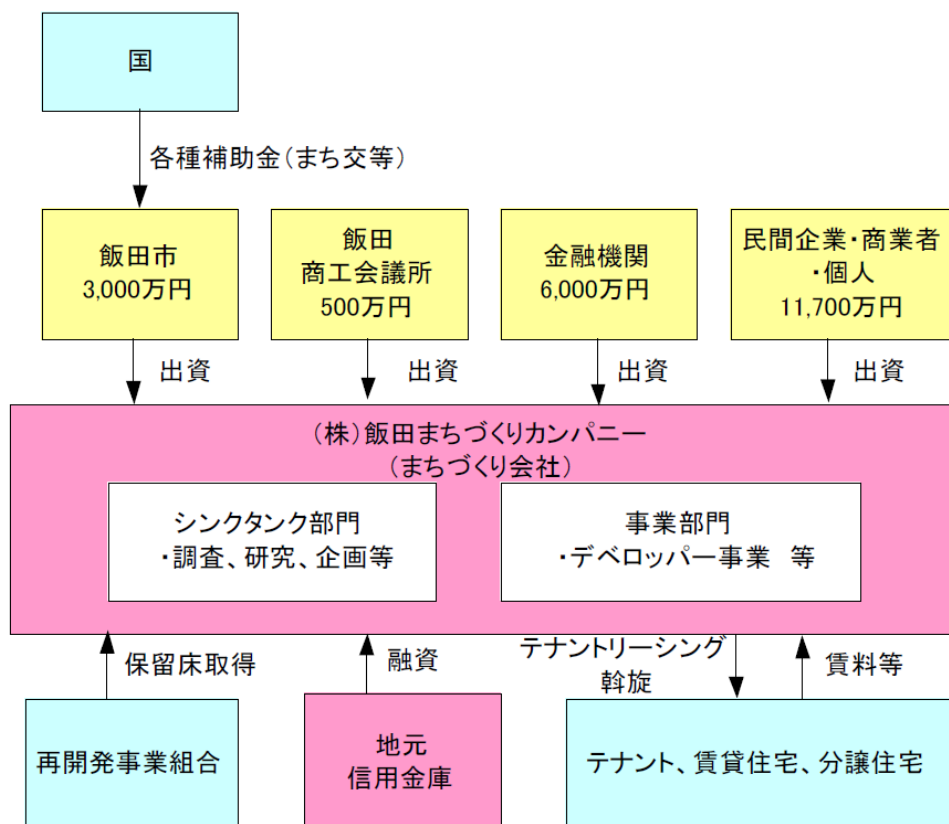 国
各種補助金(まち交等)
飯田市
3,000万円
飯田
商工会議所
500万円
金融機関
6,000万円
民間企業・商業者
・個人
11,700万円
出資
出資
出資
出資
(株)飯田まちづくりカンパニー
(まちづくり会社)
シンクタンク部門
・調査、研究、企画等
事業部門
・デベロッパー事業 等
保留床取得
融資
テナントリーシング
斡旋
賃料等
再開発事業組合
地元
信用金庫
テナント、賃貸住宅、分譲住宅